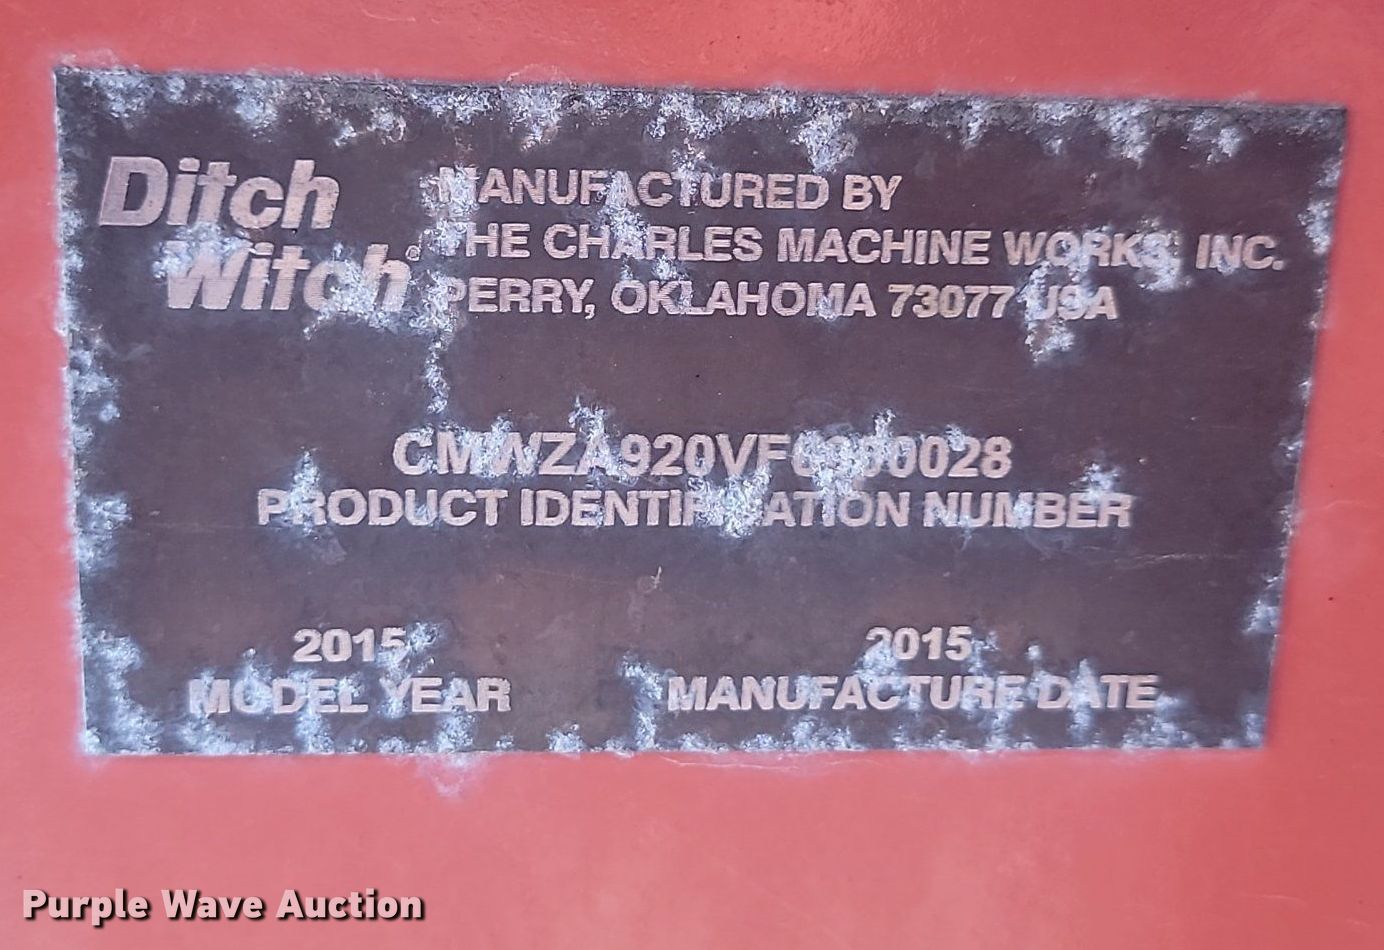 Ditch
Witch®
MANUFACTURED BY
THE CHARLES MACHINE WORKS, INC.
PERRY, OKLAHOMA 73077 USA
PRODUCT IDENTIFICATION NUMBER
2015
MODEL YEAR
2015
MANUFACTURE DATE
Purple Wave Auction